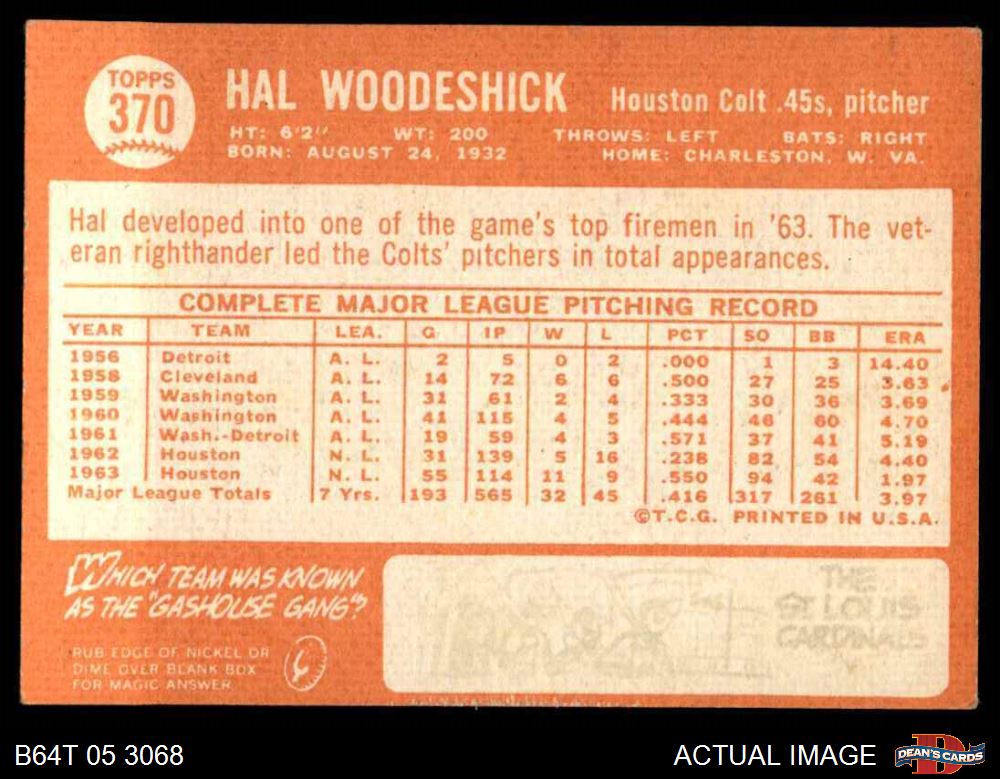 TOPPS
370
HAL WOODESHICK
Houston Colt .45s, pitcher
HT: 6'2" WT: 200 THROWS: LEFT BATS: RIGHT
BORN: AUGUST 24, 1932 HOME: CHARLESTON, W. VA.
Hal developed into one of the game's top firemen in '63. The vet-
eran righthander led the Colts' pitchers in total appearances.
COMPLETE MAJOR LEAGUE PITCHING RECORD
YEAR TEAM LEA. G IP W L PCT SO BB ERA
1956 Detroit A. L. 2 5 0 2 .000 1 3 14.40
1958 Cleveland A. L. 14 72 6 6 .500 27 25 3.63
1959 Washington A. L. 31 61 2 4 .333 30 36 3.69
1960 Washington A. L. 41 115 4 5 .444 46 60 4.70
1961 Wash.-Detroit A. L. 19 59 4 3 .571 37 41 5.19
1962 Houston N. L. 31 139 5 16 .238 82 54 4.40
1963 Houston N. L. 55 114 11 9 .550 94 42 1.97
Major League Totals 7 Yrs. 193 565 32 45 .416 317 261 3.97
©T.C.G. PRINTED IN U.S.A.
WHICH TEAM WAS KNOWN
AS THE "GASHOUSE GANG"?
RUB EDGE OF NICKEL OR
DIME OVER BLANK BOX
FOR MAGIC ANSWER
THE
ST LOUIS
CARDINALS
B64T 05 3068
ACTUAL IMAGE
DEAN'S CARDS